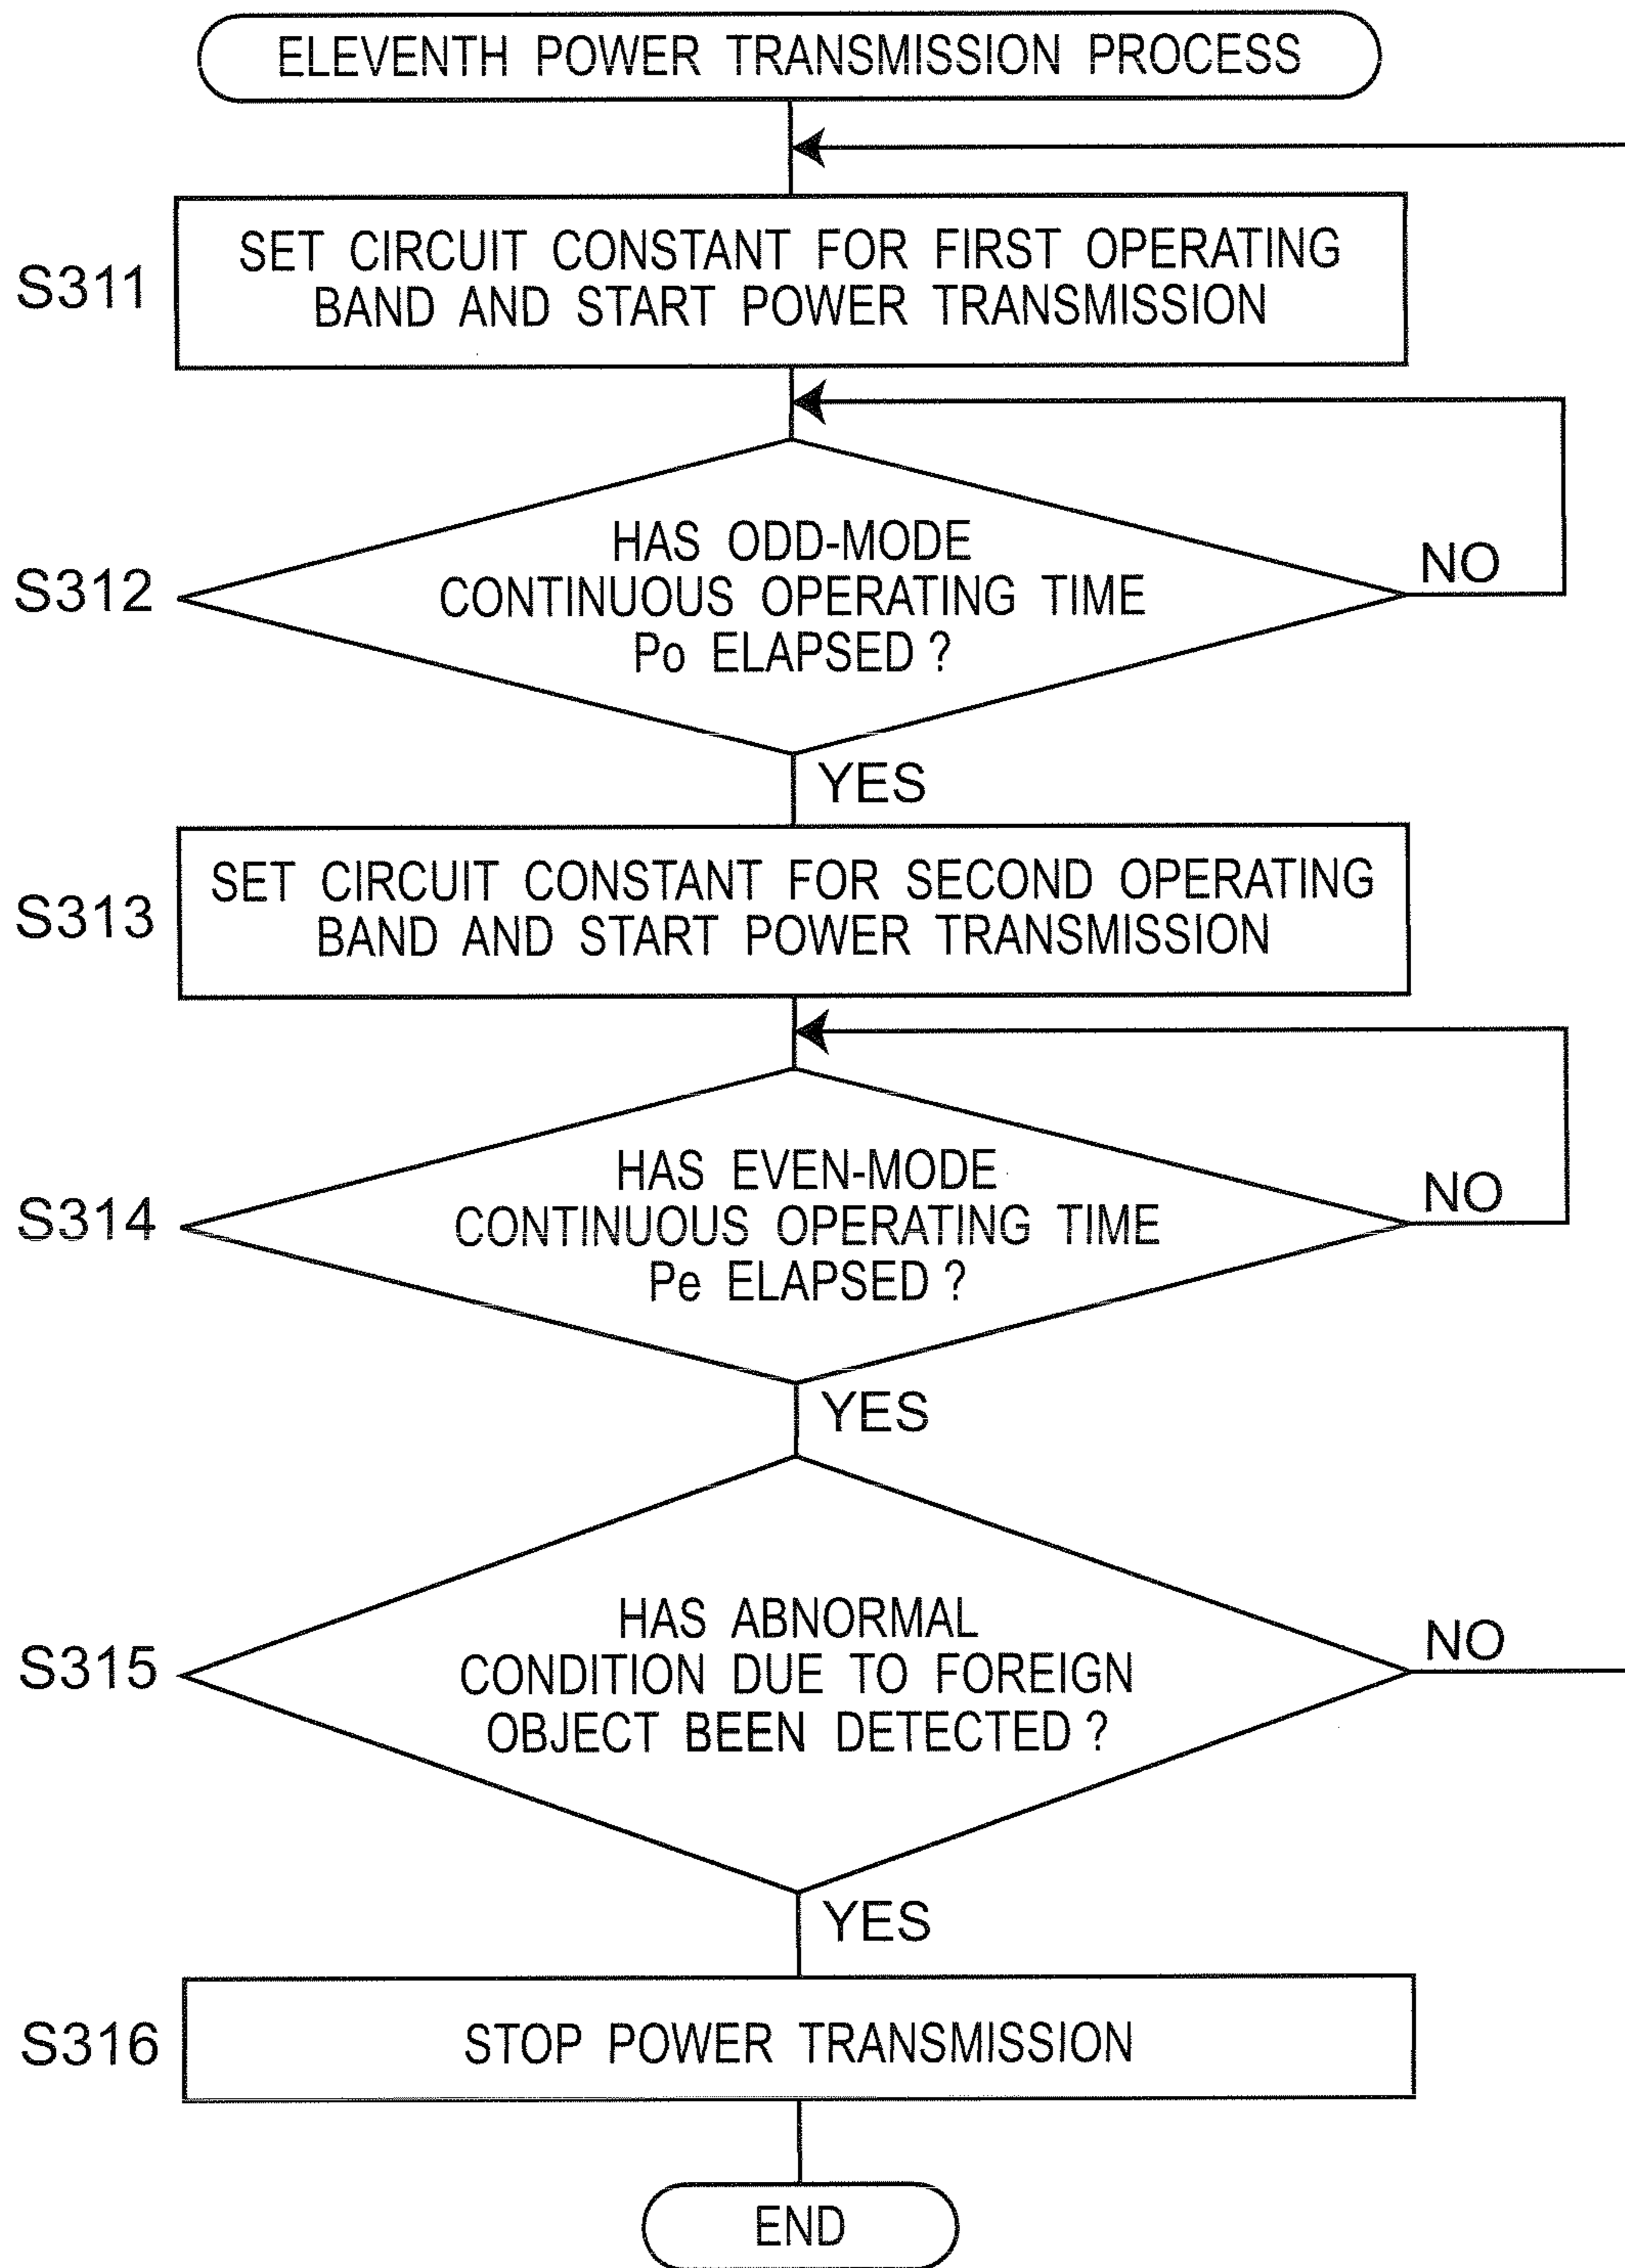 ELEVENTH POWER TRANSMISSION PROCESS
S311
SET CIRCUIT CONSTANT FOR FIRST OPERATING
BAND AND START POWER TRANSMISSION
S312
HAS ODD-MODE
CONTINUOUS OPERATING TIME
Po ELAPSED ?
NO
YES
S313
SET CIRCUIT CONSTANT FOR SECOND OPERATING
BAND AND START POWER TRANSMISSION
S314
HAS EVEN-MODE
CONTINUOUS OPERATING TIME
Pe ELAPSED ?
NO
YES
S315
HAS ABNORMAL
CONDITION DUE TO FOREIGN
OBJECT BEEN DETECTED ?
NO
YES
S316
STOP POWER TRANSMISSION
END